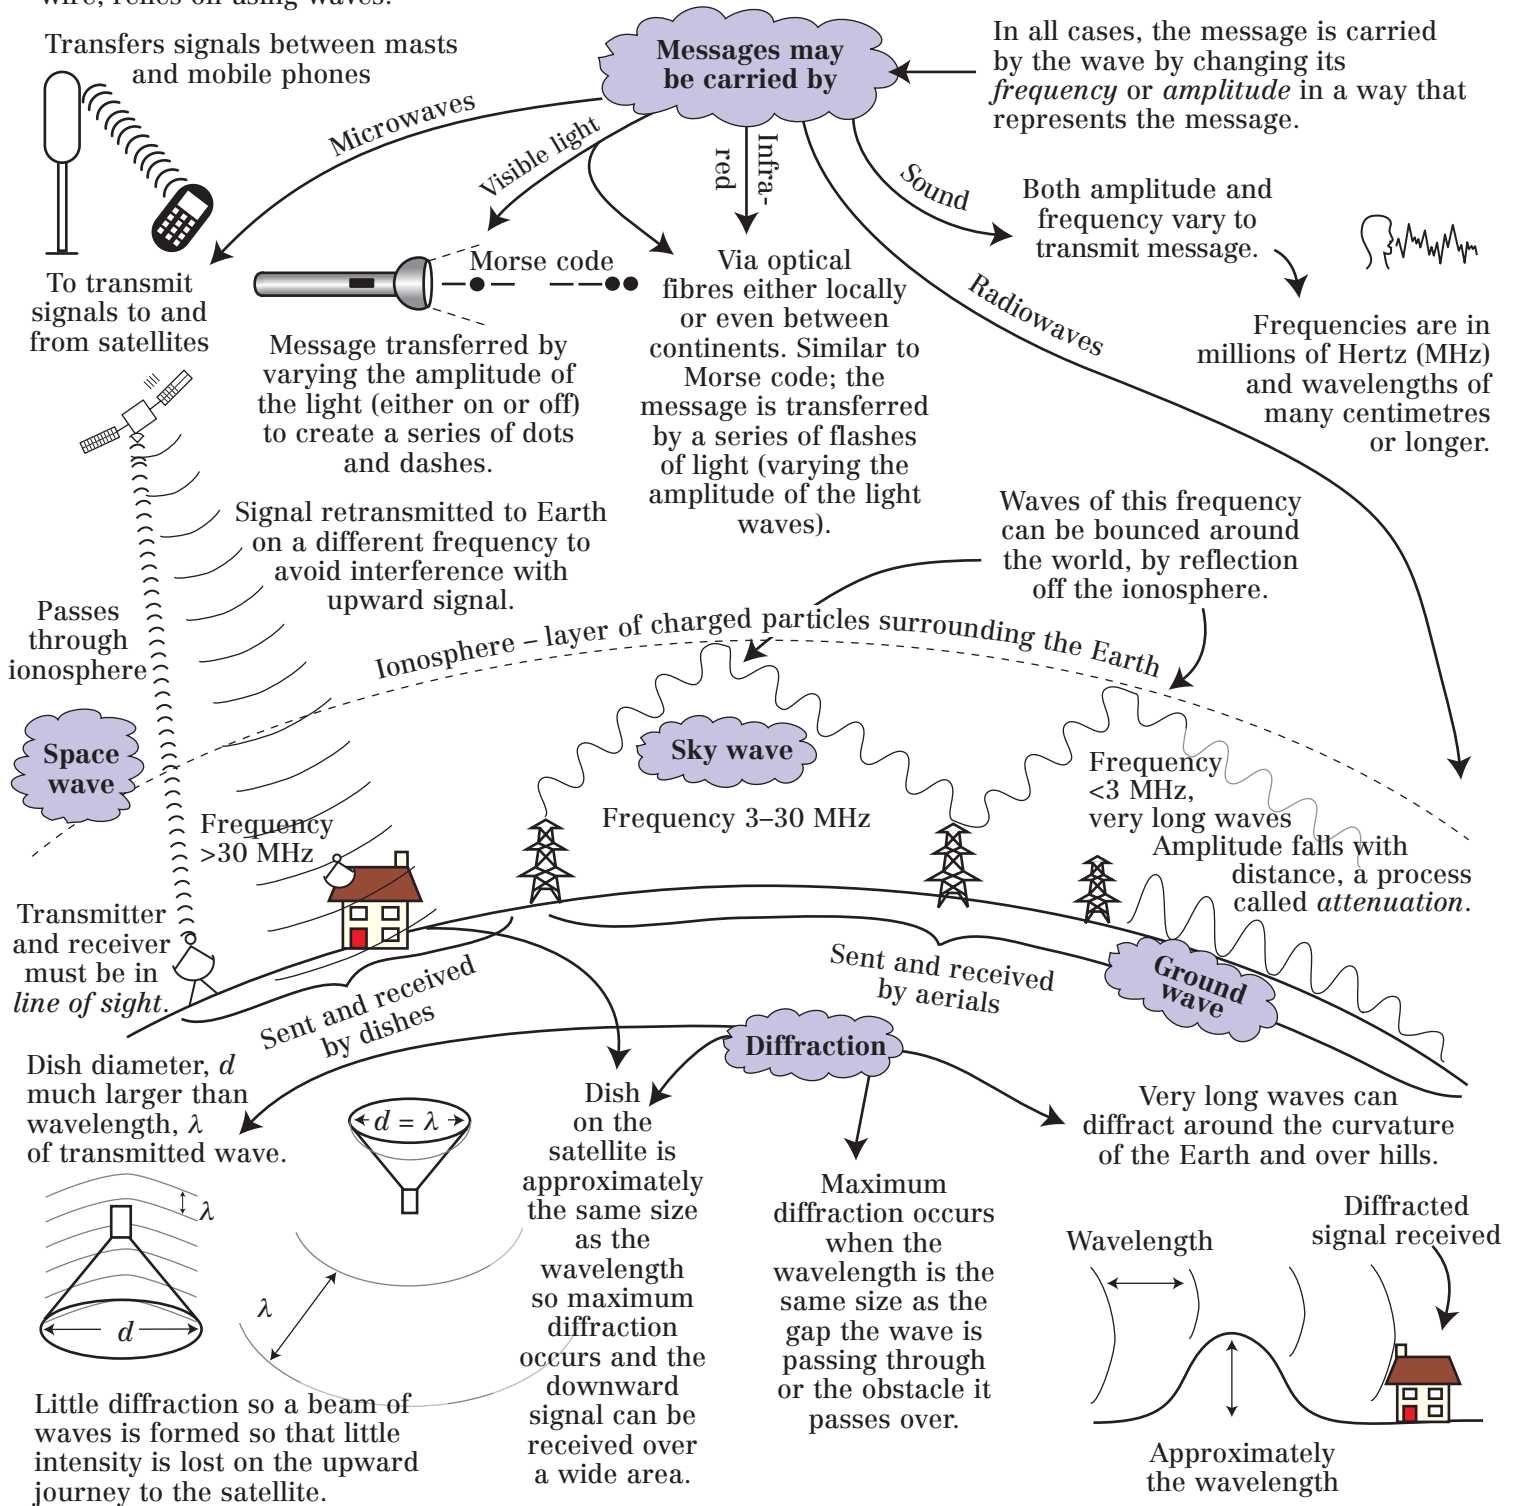 wire, relies on using waves.
Transfers signals between masts
and mobile phones
Messages may
be carried by
In all cases, the message is carried
by the wave by changing its
frequency or amplitude in a way that
represents the message.
Microwaves
Visible light
Infra-
red
Sound
Radiowaves
Both amplitude and
frequency vary to
transmit message.
To transmit
signals to and
from satellites
Morse code
Message transferred by
varying the amplitude of
the light (either on or off)
to create a series of dots
and dashes.
Via optical
fibres either locally
or even between
continents. Similar to
Morse code; the
message is transferred
by a series of flashes
of light (varying the
amplitude of the light
waves).
Frequencies are in
millions of Hertz (MHz)
and wavelengths of
many centimetres
or longer.
Signal retransmitted to Earth
on a different frequency to
avoid interference with
upward signal.
Waves of this frequency
can be bounced around
the world, by reflection
off the ionosphere.
Passes
through
ionosphere
Ionosphere – layer of charged particles surrounding the Earth
Space
wave
Sky wave
Frequency 3–30 MHz
Frequency
<3 MHz,
very long waves
Frequency
>30 MHz
Amplitude falls with
distance, a process
called attenuation.
Transmitter
and receiver
must be in
line of sight.
Sent and received
by dishes
Sent and received
by aerials
Ground
wave
Diffraction
Dish diameter, d
much larger than
wavelength, λ
of transmitted wave.
λ
d
d = λ
λ
Little diffraction so a beam of
waves is formed so that little
intensity is lost on the upward
journey to the satellite.
Dish
on the
satellite is
approximately
the same size
as the
wavelength
so maximum
diffraction
occurs and the
downward
signal can be
received over
a wide area.
Maximum
diffraction occurs
when the
wavelength is the
same size as the
gap the wave is
passing through
or the obstacle it
passes over.
Very long waves can
diffract around the curvature
of the Earth and over hills.
Wavelength
Diffracted
signal received
Approximately
the wavelength